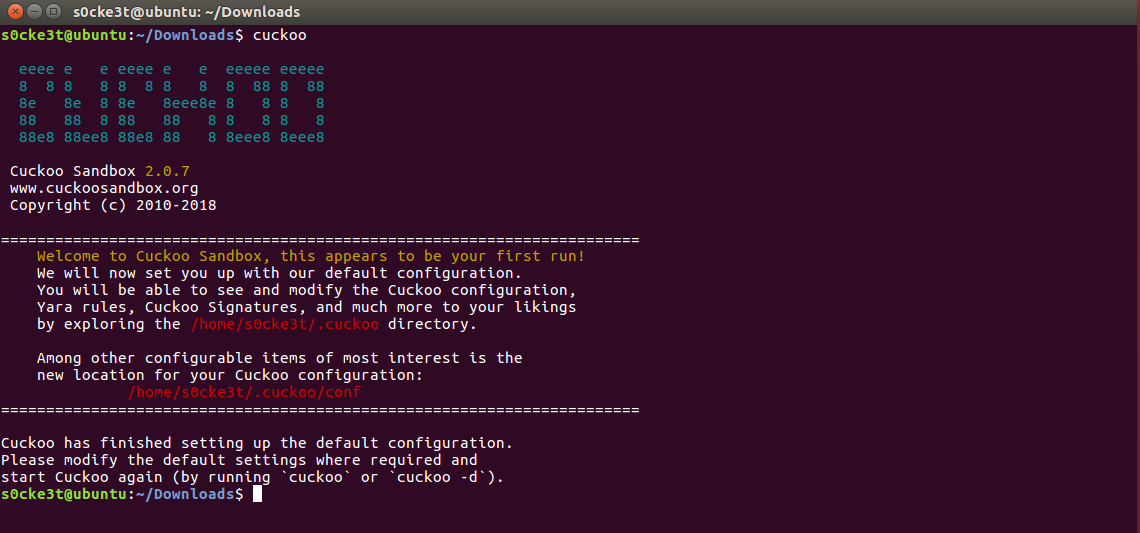 s0cke3t@ubuntu: ~/Downloads
s0cke3t@ubuntu:~/Downloads$ cuckoo
  eeee e   e eeee e   e  eeeee eeeee
  8  8 8   8 8  8 8   8  8  88 8  88
  8e   8e  8 8e   8eee8e 8   8 8   8
  88   88  8 88   88   8 8   8 8   8
  88e8 88ee8 88e8 88   8 8eee8 8eee8
 Cuckoo Sandbox 2.0.7
 www.cuckoosandbox.org
 Copyright (c) 2010-2018
=======================================================================
    Welcome to Cuckoo Sandbox, this appears to be your first run!
    We will now set you up with our default configuration.
    You will be able to see and modify the Cuckoo configuration,
    Yara rules, Cuckoo Signatures, and much more to your likings
    by exploring the /home/s0cke3t/.cuckoo directory.
    Among other configurable items of most interest is the
    new location for your Cuckoo configuration:
              /home/s0cke3t/.cuckoo/conf
=======================================================================
Cuckoo has finished setting up the default configuration.
Please modify the default settings where required and
start Cuckoo again (by running `cuckoo` or `cuckoo -d`).
s0cke3t@ubuntu:~/Downloads$